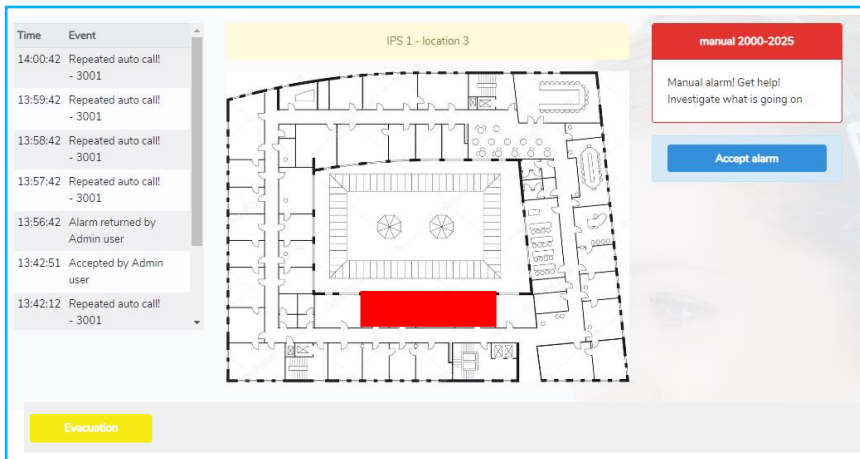 Time Event
14:00:42 Repeated auto call!
- 3001
13:59:42 Repeated auto call!
- 3001
13:58:42 Repeated auto call!
- 3001
13:57:42 Repeated auto call!
- 3001
13:56:42 Alarm returned by
Admin user
13:42:51 Accepted by Admin
user
13:42:12 Repeated auto call!
- 3001
IPS 1 - location 3
manual 2000-2025
Manual alarm! Get help!
Investigate what is going on
Accept alarm
Evacuation